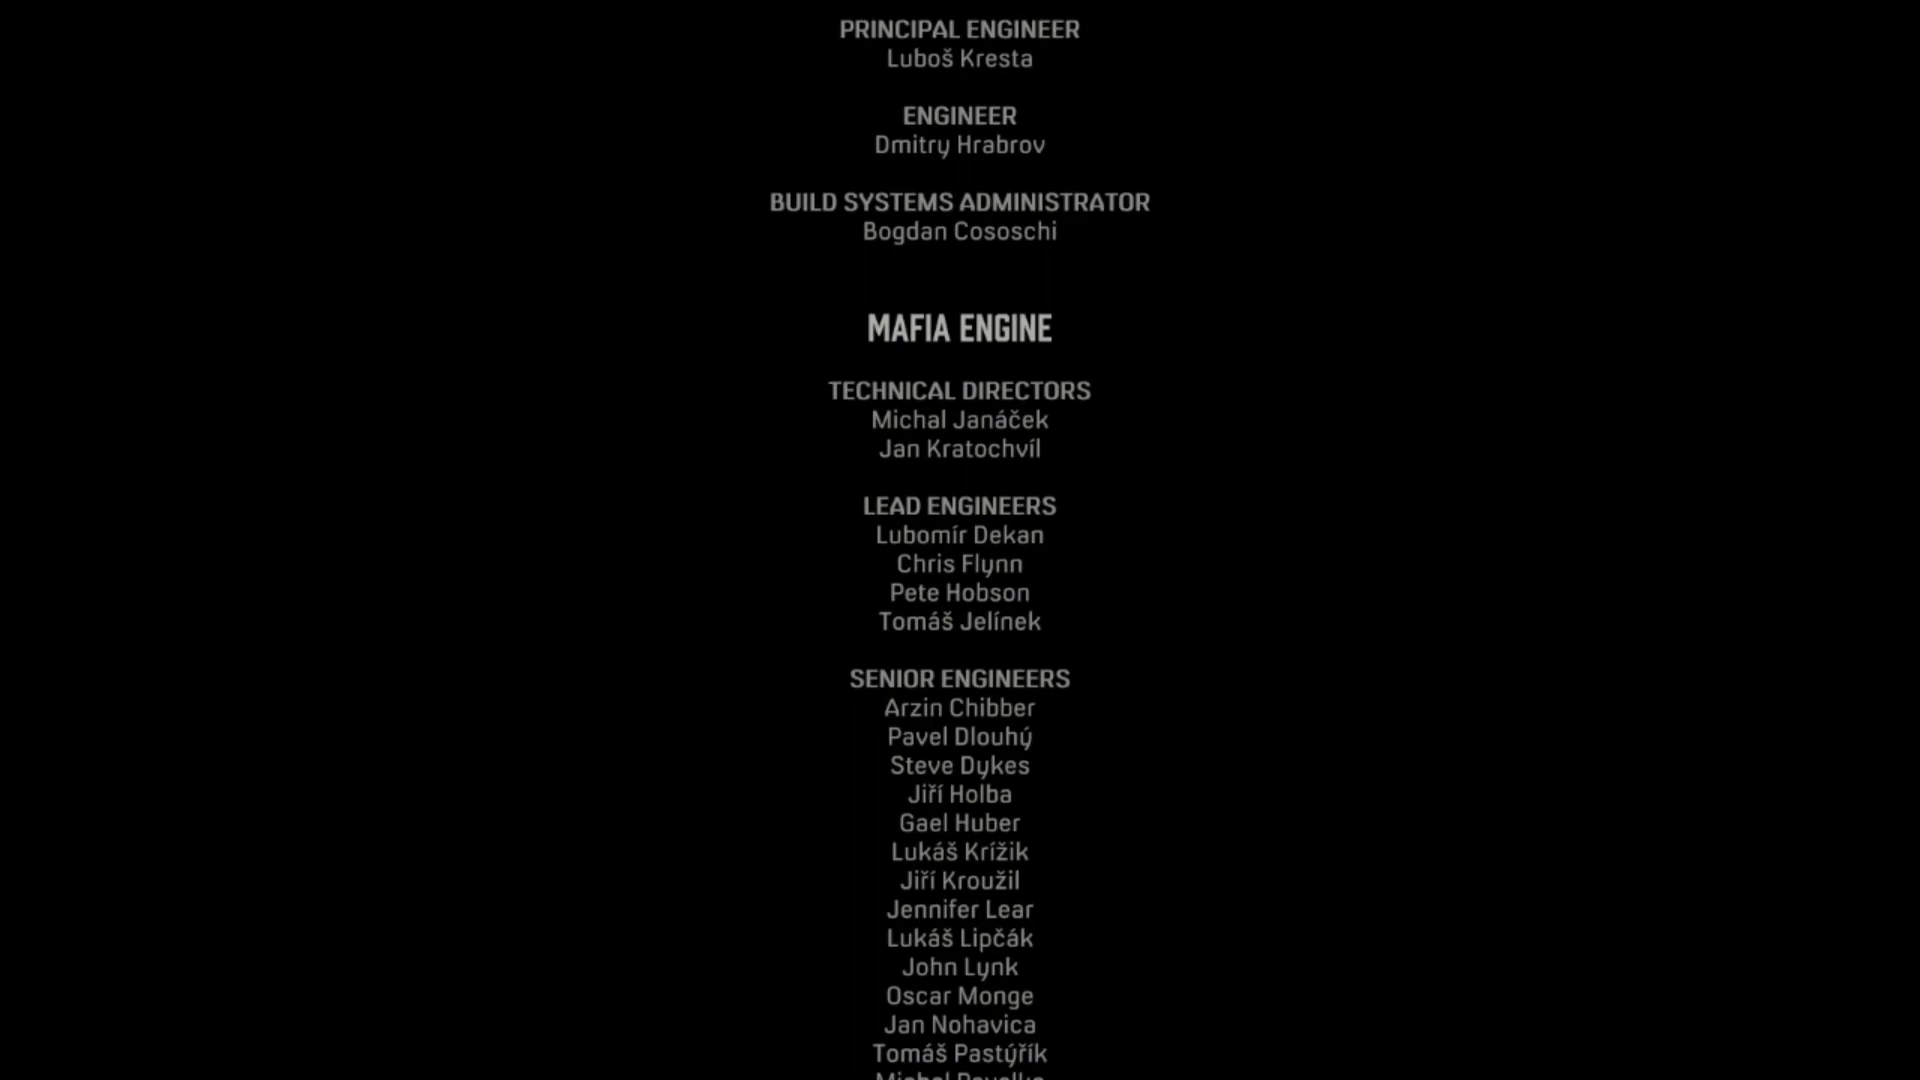 PRINCIPAL ENGINEER
Luboš Kresta
ENGINEER
Dmitry Hrabrov
BUILD SYSTEMS ADMINISTRATOR
Bogdan Cososchi
MAFIA ENGINE
TECHNICAL DIRECTORS
Michal Janáček
Jan Kratochvíl
LEAD ENGINEERS
Lubomír Dekan
Chris Flynn
Pete Hobson
Tomáš Jelínek
SENIOR ENGINEERS
Arzin Chibber
Pavel Dlouhý
Steve Dykes
Jiří Holba
Gael Huber
Lukáš Krížik
Jiří Kroužil
Jennifer Lear
Lukáš Lipčák
John Lynk
Oscar Monge
Jan Nohavica
Tomáš Pastýřík